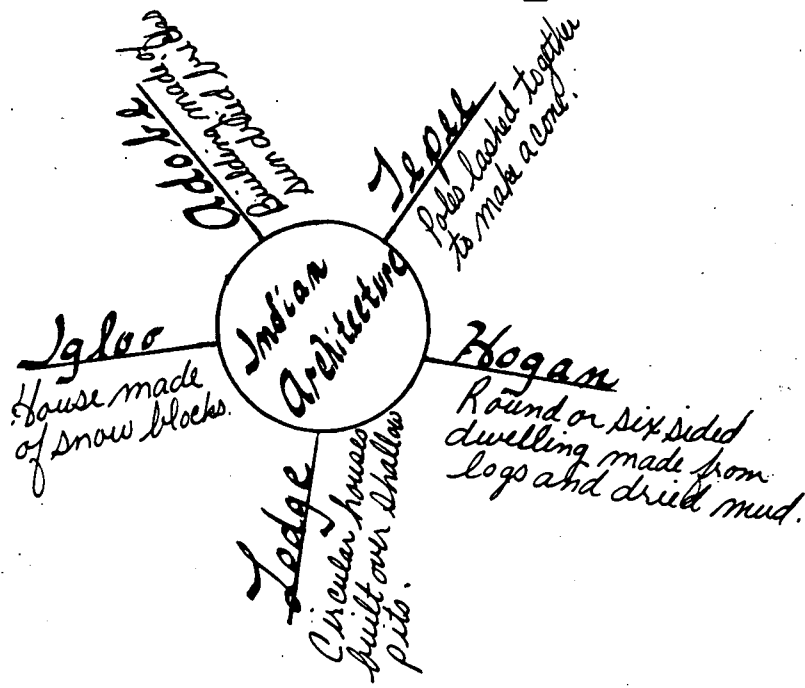 Indian
Architecture
Adobe
Building made of
sun dried bricks
Tepee
Poles lashed together
to make a cone.
Hogan
Round or six sided
dwelling made from
logs and dried mud.
Lodge
Circular houses
built over shallow
pits.
Igloo
House made
of snow blocks.